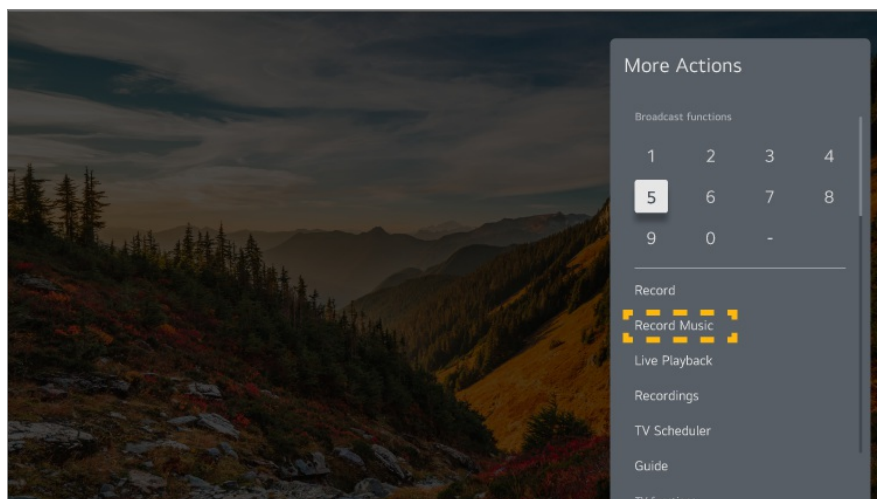 More Actions
Broadcast functions
1 2 3 4
5 6 7 8
9 0 -
Record
Record Music
Live Playback
Recordings
TV Scheduler
Guide